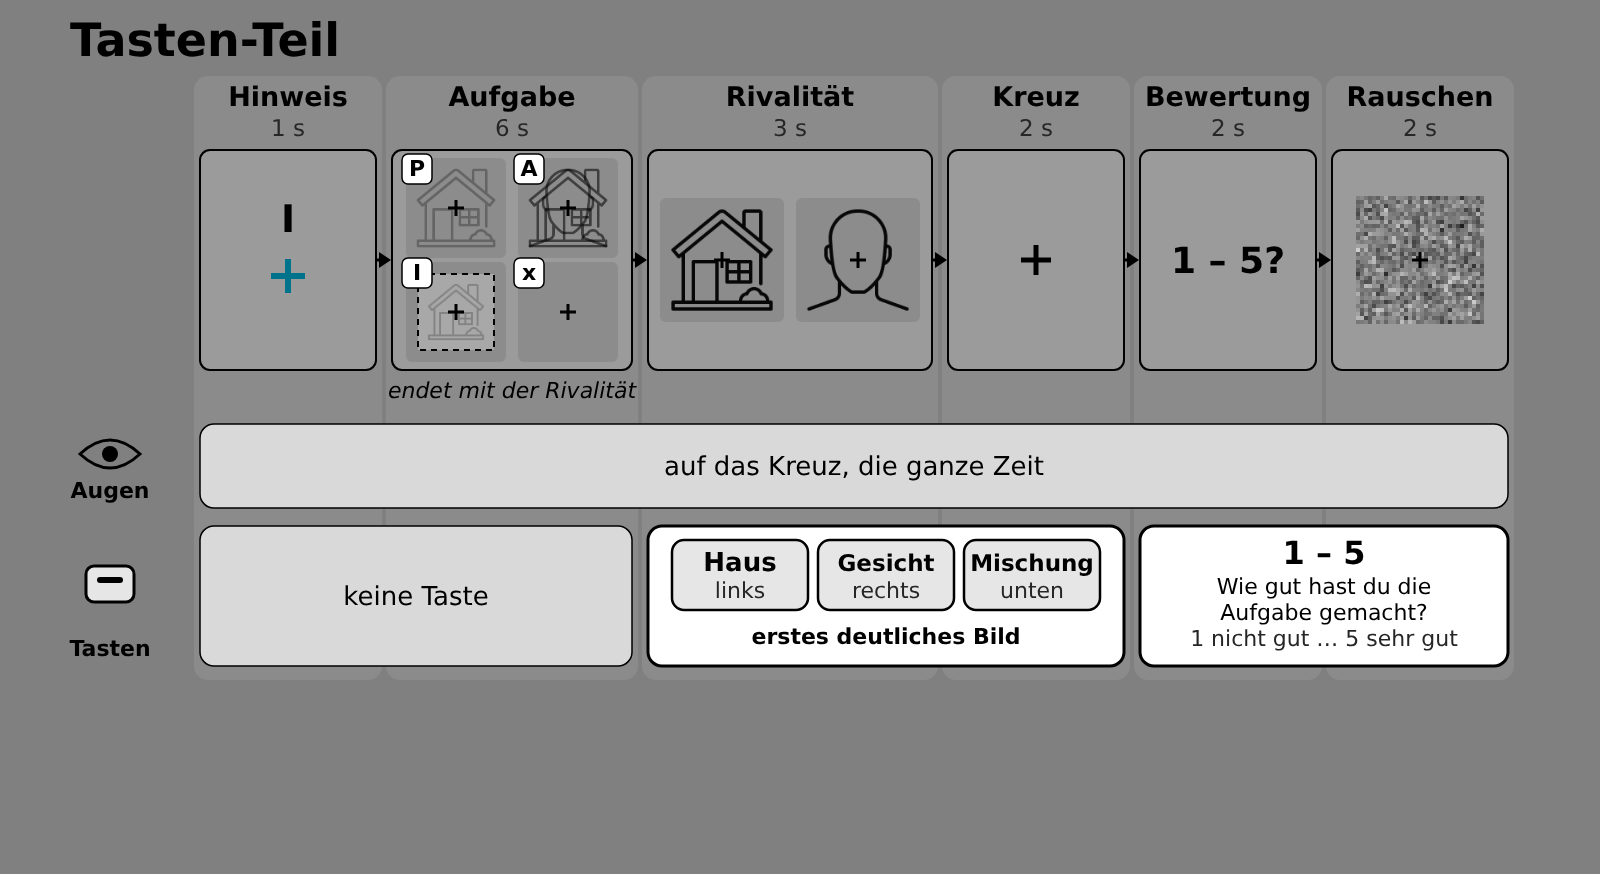 Tasten-Teil
Hinweis
1 s
Aufgabe
6 s
Rivalität
3 s
Kreuz
2 s
Bewertung
2 s
Rauschen
2 s
I
P
A
I
x
1 – 5?
endet mit der Rivalität
Augen
auf das Kreuz, die ganze Zeit
Tasten
keine Taste
Haus
links
Gesicht
rechts
Mischung
unten
erstes deutliches Bild
1 – 5
Wie gut hast du die
Aufgabe gemacht?
1 nicht gut … 5 sehr gut